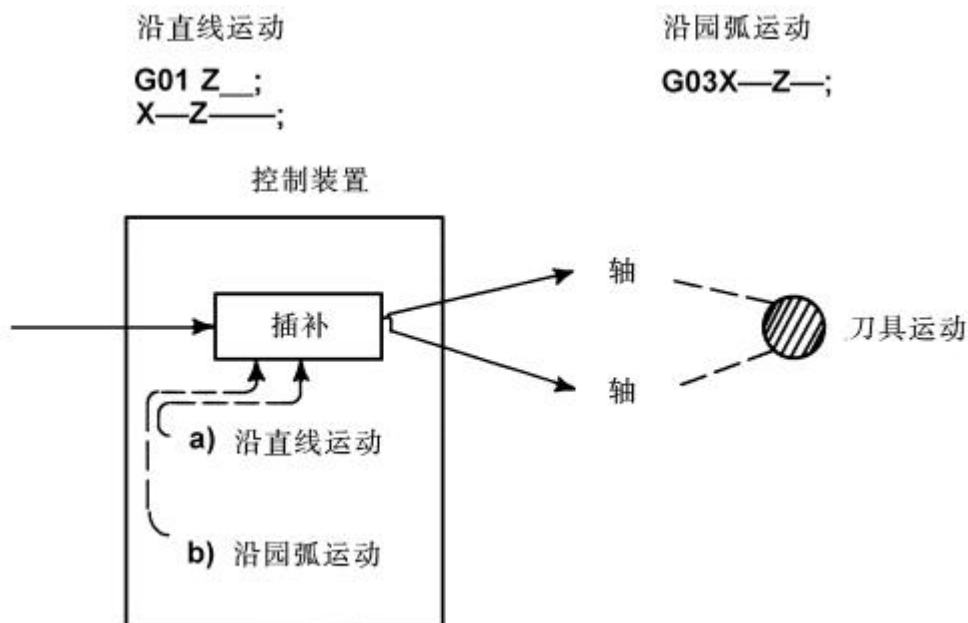 沿直线运动
G01 Z__;
X—Z——;
沿园弧运动
G03X—Z—;
控制装置
插补
轴
轴
刀具运动
a) 沿直线运动
b) 沿园弧运动